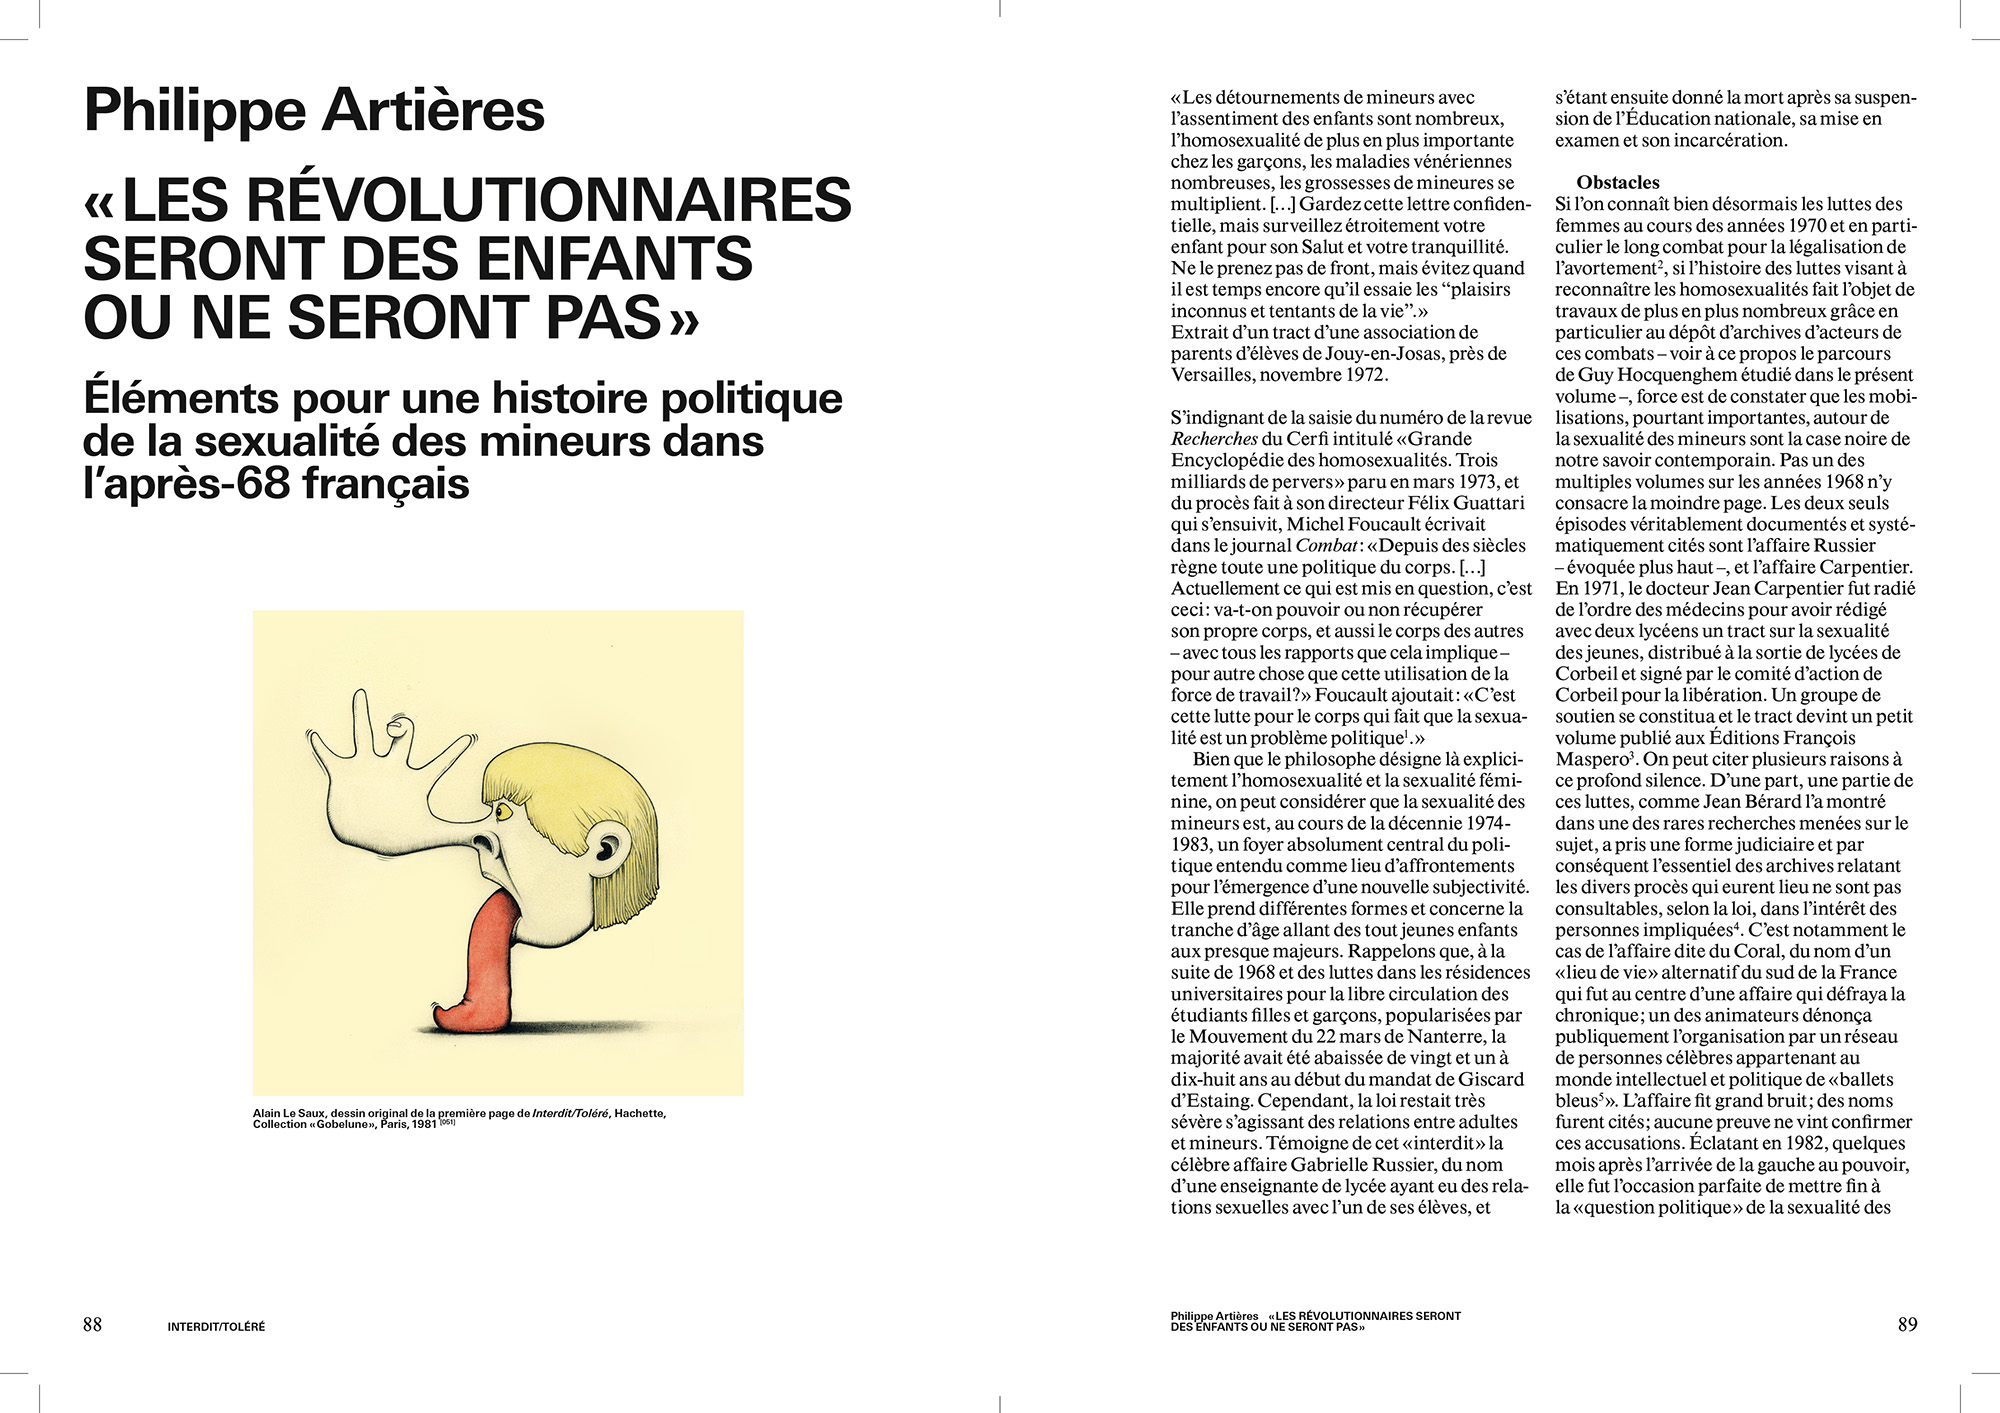 Philippe Artières
« LES RÉVOLUTIONNAIRES
SERONT DES ENFANTS
OU NE SERONT PAS »
Éléments pour une histoire politique
de la sexualité des mineurs dans
l’après-68 français
Alain Le Saux, dessin original de la première page de Interdit/Toléré, Hachette,
Collection « Gobelune », Paris, 1981 [051]
88
INTERDIT/TOLÉRÉ
« Les détournements de mineurs avec
l’assentiment des enfants sont nombreux,
l’homosexualité de plus en plus importante
chez les garçons, les maladies vénériennes
nombreuses, les grossesses de mineures se
multiplient. […] Gardez cette lettre confiden-
tielle, mais surveillez étroitement votre
enfant pour son Salut et votre tranquillité.
Ne le prenez pas de front, mais évitez quand
il est temps encore qu’il essaie les “plaisirs
inconnus et tentants de la vie”. »
Extrait d’un tract d’une association de
parents d’élèves de Jouy-en-Josas, près de
Versailles, novembre 1972.
S’indignant de la saisie du numéro de la revue
Recherches du Cerfi intitulé «Grande
Encyclopédie des homosexualités. Trois
milliards de pervers» paru en mars 1973, et
du procès fait à son directeur Félix Guattari
qui s’ensuivit, Michel Foucault écrivait
dans le journal Combat : «Depuis des siècles
règne toute une politique du corps. […]
Actuellement ce qui est mis en question, c’est
ceci : va-t-on pouvoir ou non récupérer
son propre corps, et aussi le corps des autres
– avec tous les rapports que cela implique –
pour autre chose que cette utilisation de la
force de travail?» Foucault ajoutait : «C’est
cette lutte pour le corps qui fait que la sexua-
lité est un problème politique¹.»
Bien que le philosophe désigne là explici-
tement l’homosexualité et la sexualité fémi-
nine, on peut considérer que la sexualité des
mineurs est, au cours de la décennie 1974-
1983, un foyer absolument central du poli-
tique entendu comme lieu d’affrontements
pour l’émergence d’une nouvelle subjectivité.
Elle prend différentes formes et concerne la
tranche d’âge allant des tout jeunes enfants
aux presque majeurs. Rappelons que, à la
suite de 1968 et des luttes dans les résidences
universitaires pour la libre circulation des
étudiants filles et garçons, popularisées par
le Mouvement du 22 mars de Nanterre, la
majorité avait été abaissée de vingt et un à
dix-huit ans au début du mandat de Giscard
d’Estaing. Cependant, la loi restait très
sévère s’agissant des relations entre adultes
et mineurs. Témoigne de cet «interdit» la
célèbre affaire Gabrielle Russier, du nom
d’une enseignante de lycée ayant eu des rela-
tions sexuelles avec l’un de ses élèves, et
s’étant ensuite donné la mort après sa suspen-
sion de l’Éducation nationale, sa mise en
examen et son incarcération.
Obstacles
Si l’on connaît bien désormais les luttes des
femmes au cours des années 1970 et en parti-
culier le long combat pour la légalisation de
l’avortement², si l’histoire des luttes visant à
reconnaître les homosexualités fait l’objet de
travaux de plus en plus nombreux grâce en
particulier au dépôt d’archives d’acteurs de
ces combats – voir à ce propos le parcours
de Guy Hocquenghem étudié dans le présent
volume –, force est de constater que les mobi-
lisations, pourtant importantes, autour de
la sexualité des mineurs sont la case noire de
notre savoir contemporain. Pas un des
multiples volumes sur les années 1968 n’y
consacre la moindre page. Les deux seuls
épisodes véritablement documentés et systé-
matiquement cités sont l’affaire Russier
– évoquée plus haut –, et l’affaire Carpentier.
En 1971, le docteur Jean Carpentier fut radié
de l’ordre des médecins pour avoir rédigé
avec deux lycéens un tract sur la sexualité
des jeunes, distribué à la sortie de lycées de
Corbeil et signé par le comité d’action de
Corbeil pour la libération. Un groupe de
soutien se constitua et le tract devint un petit
volume publié aux Éditions François
Maspero³. On peut citer plusieurs raisons à
ce profond silence. D’une part, une partie de
ces luttes, comme Jean Bérard l’a montré
dans une des rares recherches menées sur le
sujet, a pris une forme judiciaire et par
conséquent l’essentiel des archives relatant
les divers procès qui eurent lieu ne sont pas
consultables, selon la loi, dans l’intérêt des
personnes impliquées⁴. C’est notamment le
cas de l’affaire dite du Coral, du nom d’un
«lieu de vie» alternatif du sud de la France
qui fut au centre d’une affaire qui défraya la
chronique; un des animateurs dénonça
publiquement l’organisation par un réseau
de personnes célèbres appartenant au
monde intellectuel et politique de «ballets
bleus⁵». L’affaire fit grand bruit; des noms
furent cités; aucune preuve ne vint confirmer
ces accusations. Éclatant en 1982, quelques
mois après l’arrivée de la gauche au pouvoir,
elle fut l’occasion parfaite de mettre fin à
la «question politique» de la sexualité des
Philippe Artières «LES RÉVOLUTIONNAIRES SERONT
DES ENFANTS OU NE SERONT PAS»
89